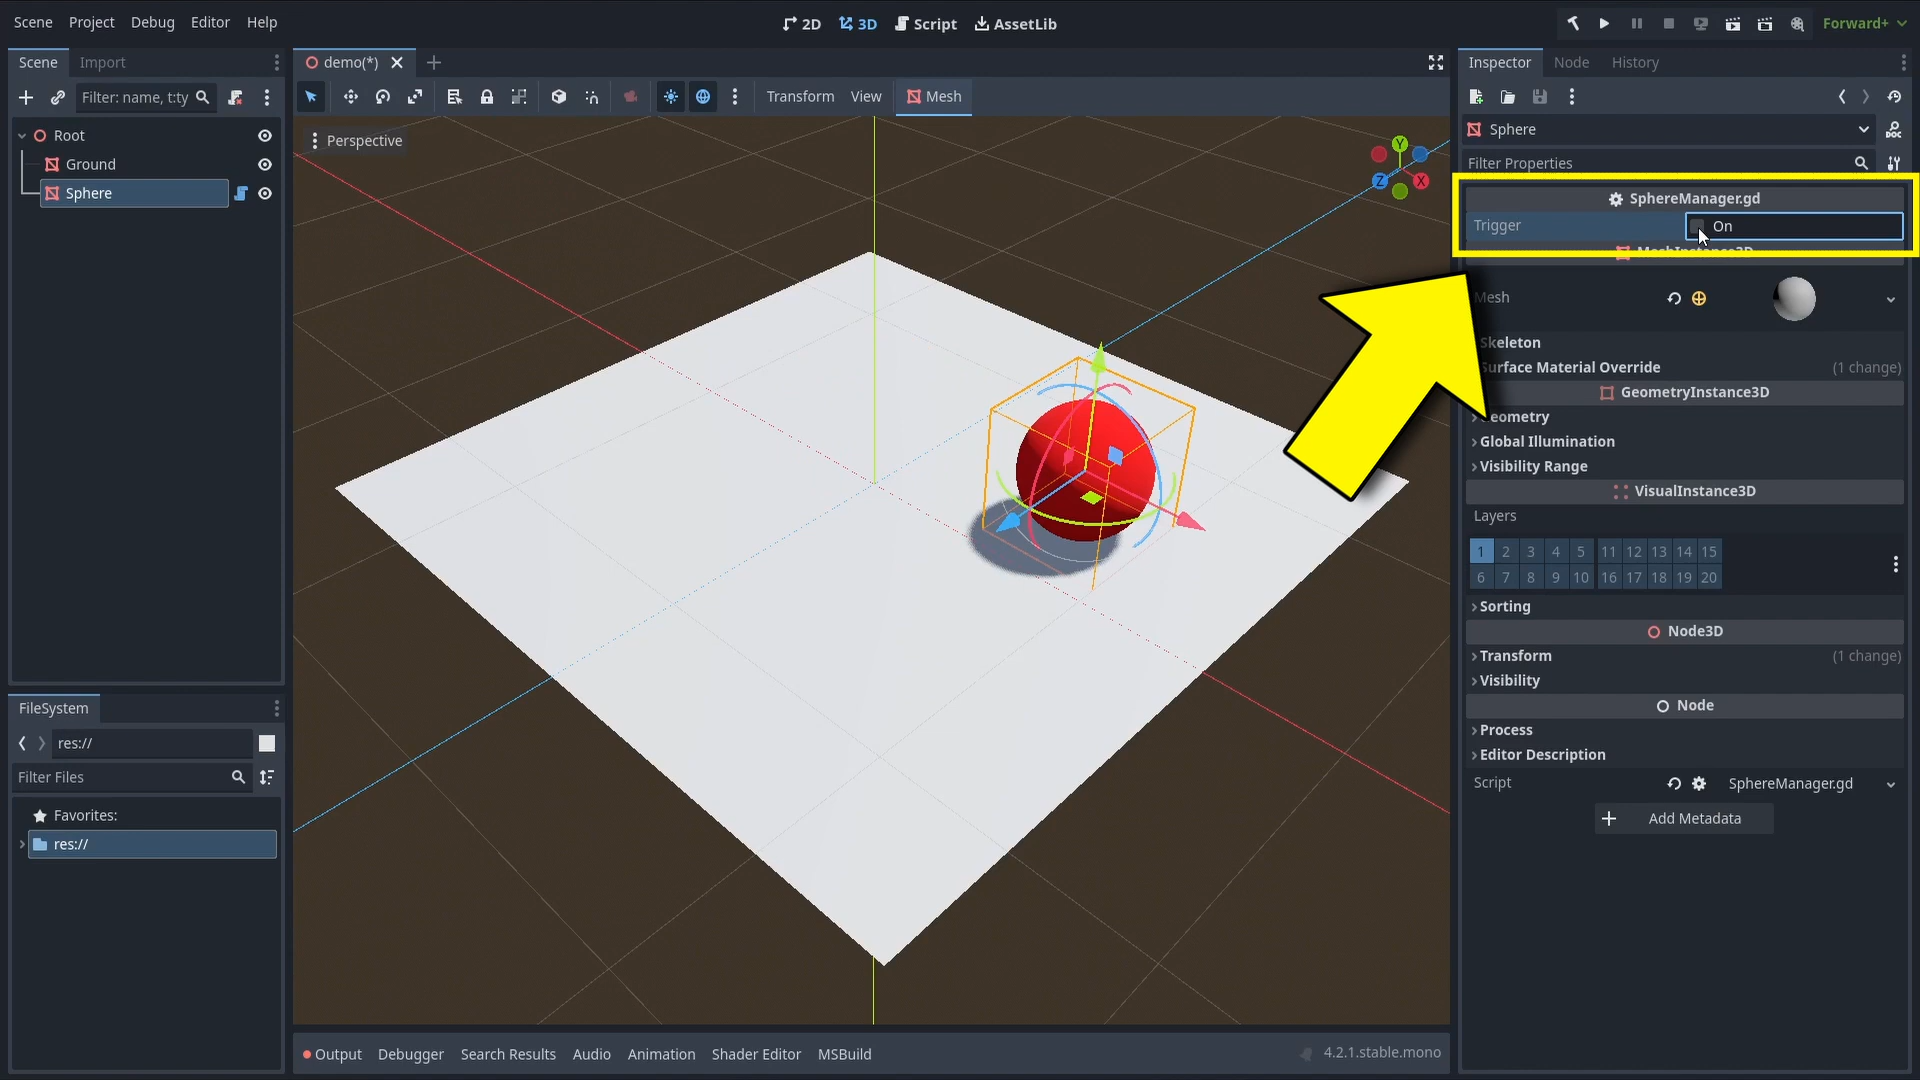 Scene Project Debug Editor Help
2D 3D Script AssetLib
Forward+
Scene Import
Filter: name, t:ty
Root
Ground
Sphere
FileSystem
res://
Filter Files
Favorites:
res://
demo(*)
Transform View Mesh
Perspective
Y
Z
X
Output Debugger Search Results Audio Animation Shader Editor MSBuild
4.2.1.stable.mono
Inspector Node History
Sphere
Filter Properties
SphereManager.gd
Trigger On
MeshInstance3D
Mesh
Skeleton
Surface Material Override (1 change)
GeometryInstance3D
Geometry
Global Illumination
Visibility Range
VisualInstance3D
Layers
1 2 3 4 5 11 12 13 14 15
6 7 8 9 10 16 17 18 19 20
Sorting
Node3D
Transform (1 change)
Visibility
Node
Process
Editor Description
Script SphereManager.gd
Add Metadata